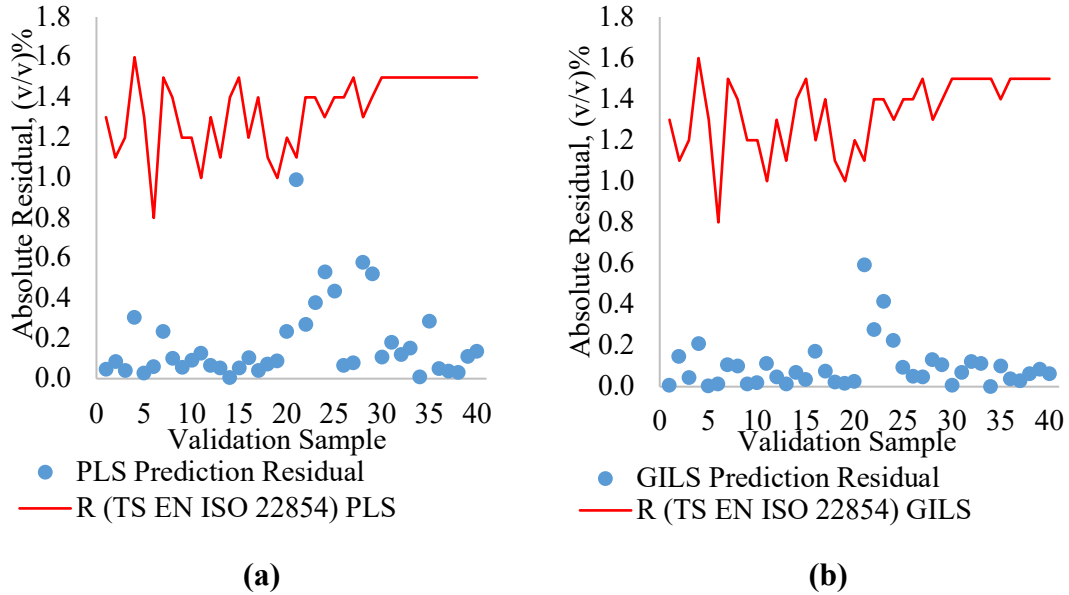 Absolute Residual, (v/v)%
1.8
1.6
1.4
1.2
1.0
0.8
0.6
0.4
0.2
0.0
0 5 10 15 20 25 30 35 40
Validation Sample
PLS Prediction Residual
R (TS EN ISO 22854) PLS
(a)
Absolute Residual, (v/v)%
1.8
1.6
1.4
1.2
1.0
0.8
0.6
0.4
0.2
0.0
0 5 10 15 20 25 30 35 40
Validation Sample
GILS Prediction Residual
R (TS EN ISO 22854) GILS
(b)